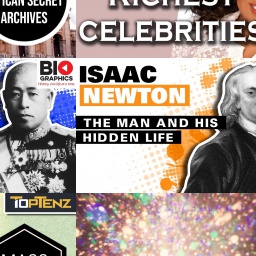 ICAN SECRET
ARCHIVES
RICHEST
CELEBRITIES
BIO
GRAPHICS
ISAAC
NEWTON
THE MAN AND HIS
HIDDEN LIFE
TOPTENZ